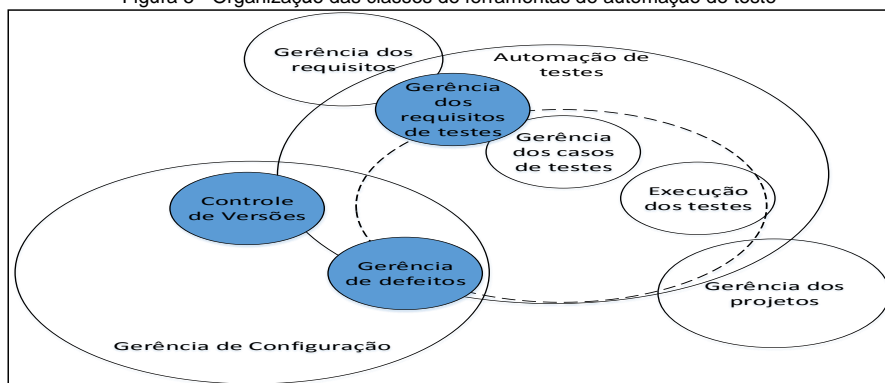 Figura 8 - Organização das classes de ferramentas de automação de teste
Gerência dos
requisitos
Automação de
testes
Gerência
dos
requisitos
de testes
Gerência
dos casos
de testes
Controle
de Versões
Execução
dos testes
Gerência
de defeitos
Gerência dos
projetos
Gerência de Configuração